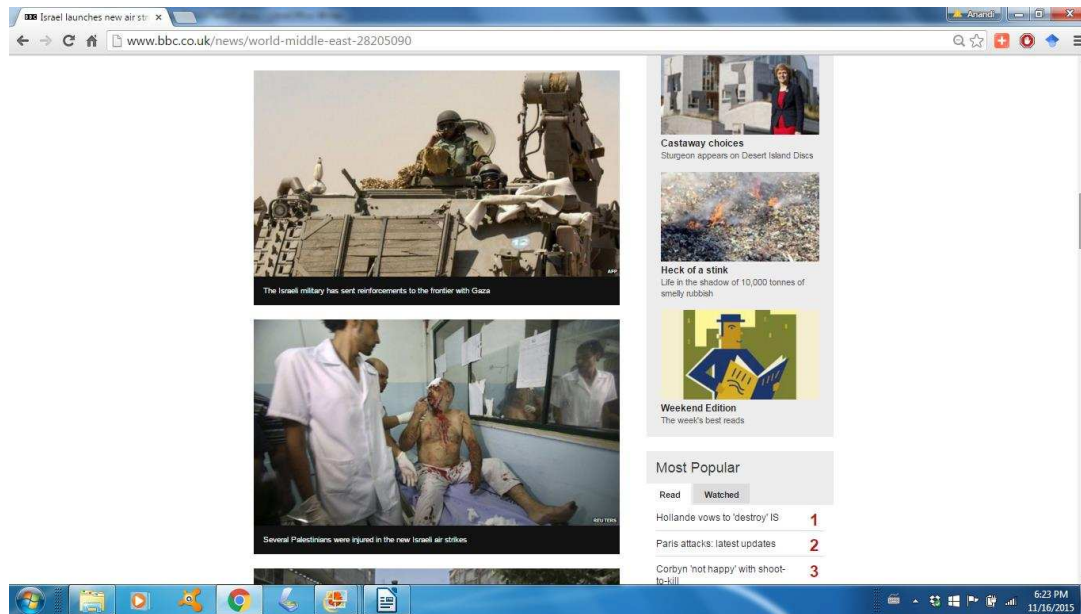 BBC Israel launches new air str
Anandi
www.bbc.co.uk/news/world-middle-east-28205090
AFP
The Israeli military has sent reinforcements to the frontier with Gaza
REUTERS
Several Palestinians were injured in the new Israeli air strikes
Castaway choices
Sturgeon appears on Desert Island Discs
Heck of a stink
Life in the shadow of 10,000 tonnes of
smelly rubbish
Weekend Edition
The week's best reads
Most Popular
Read Watched
Hollande vows to 'destroy' IS 1
Paris attacks: latest updates 2
Corbyn 'not happy' with shoot- 3
to-kill
6:23 PM
11/16/2015